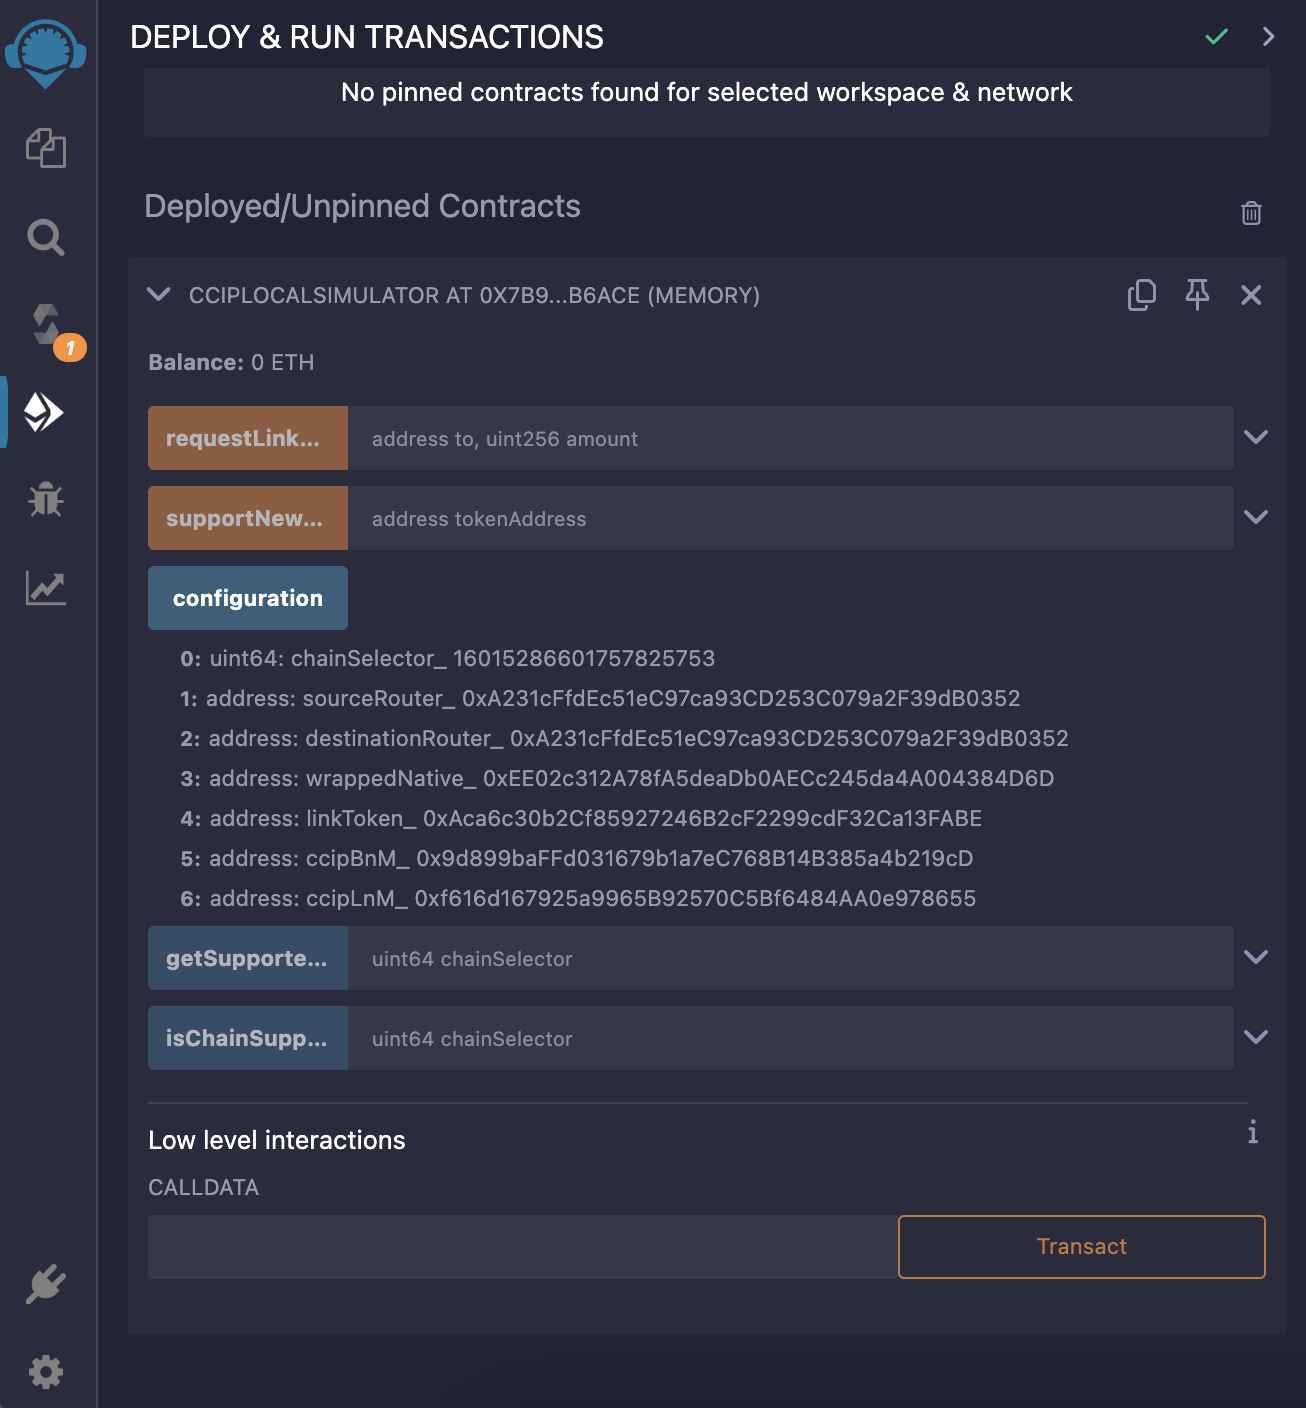 DEPLOY & RUN TRANSACTIONS
No pinned contracts found for selected workspace & network
Deployed/Unpinned Contracts
CCIPLOCALSIMULATOR AT 0X7B9...B6ACE (MEMORY)
1
Balance: 0 ETH
requestLink... address to, uint256 amount
supportNew... address tokenAddress
configuration
0: uint64: chainSelector_ 16015286601757825753
1: address: sourceRouter_ 0xA231cFfdEc51eC97ca93CD253C079a2F39dB0352
2: address: destinationRouter_ 0xA231cFfdEc51eC97ca93CD253C079a2F39dB0352
3: address: wrappedNative_ 0xEE02c312A78fA5deaDb0AECc245da4A004384D6D
4: address: linkToken_ 0xAca6c30b2Cf85927246B2cF2299cdF32Ca13FABE
5: address: ccipBnM_ 0x9d899baFFd031679b1a7eC768B14B385a4b219cD
6: address: ccipLnM_ 0xf616d167925a9965B92570C5Bf6484AA0e978655
getSupporte... uint64 chainSelector
isChainSupp... uint64 chainSelector
Low level interactions
CALLDATA
Transact